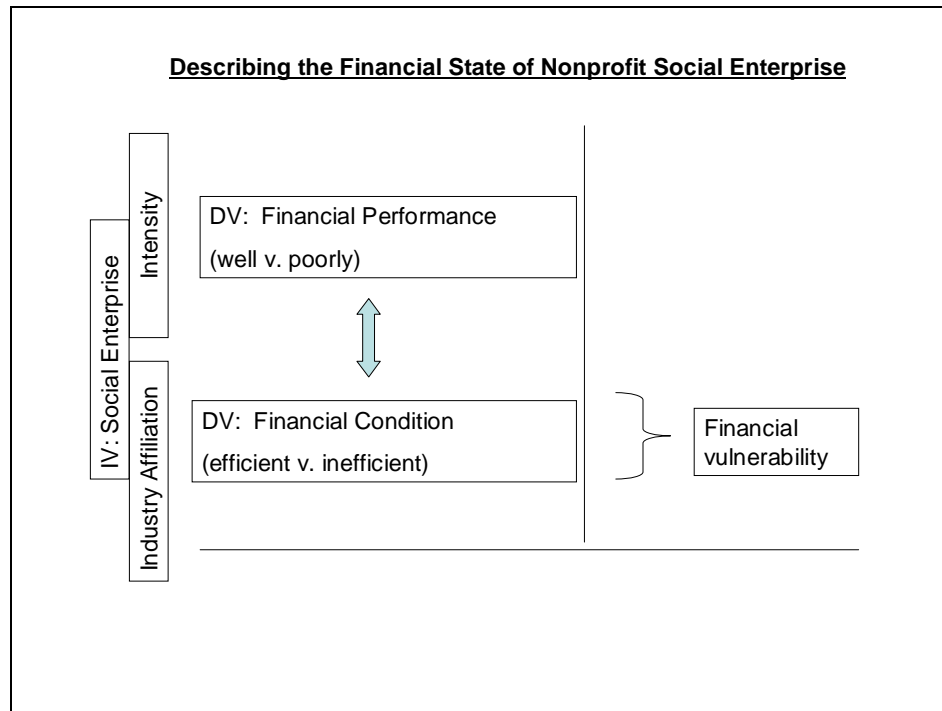 Describing the Financial State of Nonprofit Social Enterprise
IV: Social Enterprise
Intensity
Industry Affiliation
DV:  Financial Performance
(well v. poorly)
DV:  Financial Condition
(efficient v. inefficient)
Financial
vulnerability